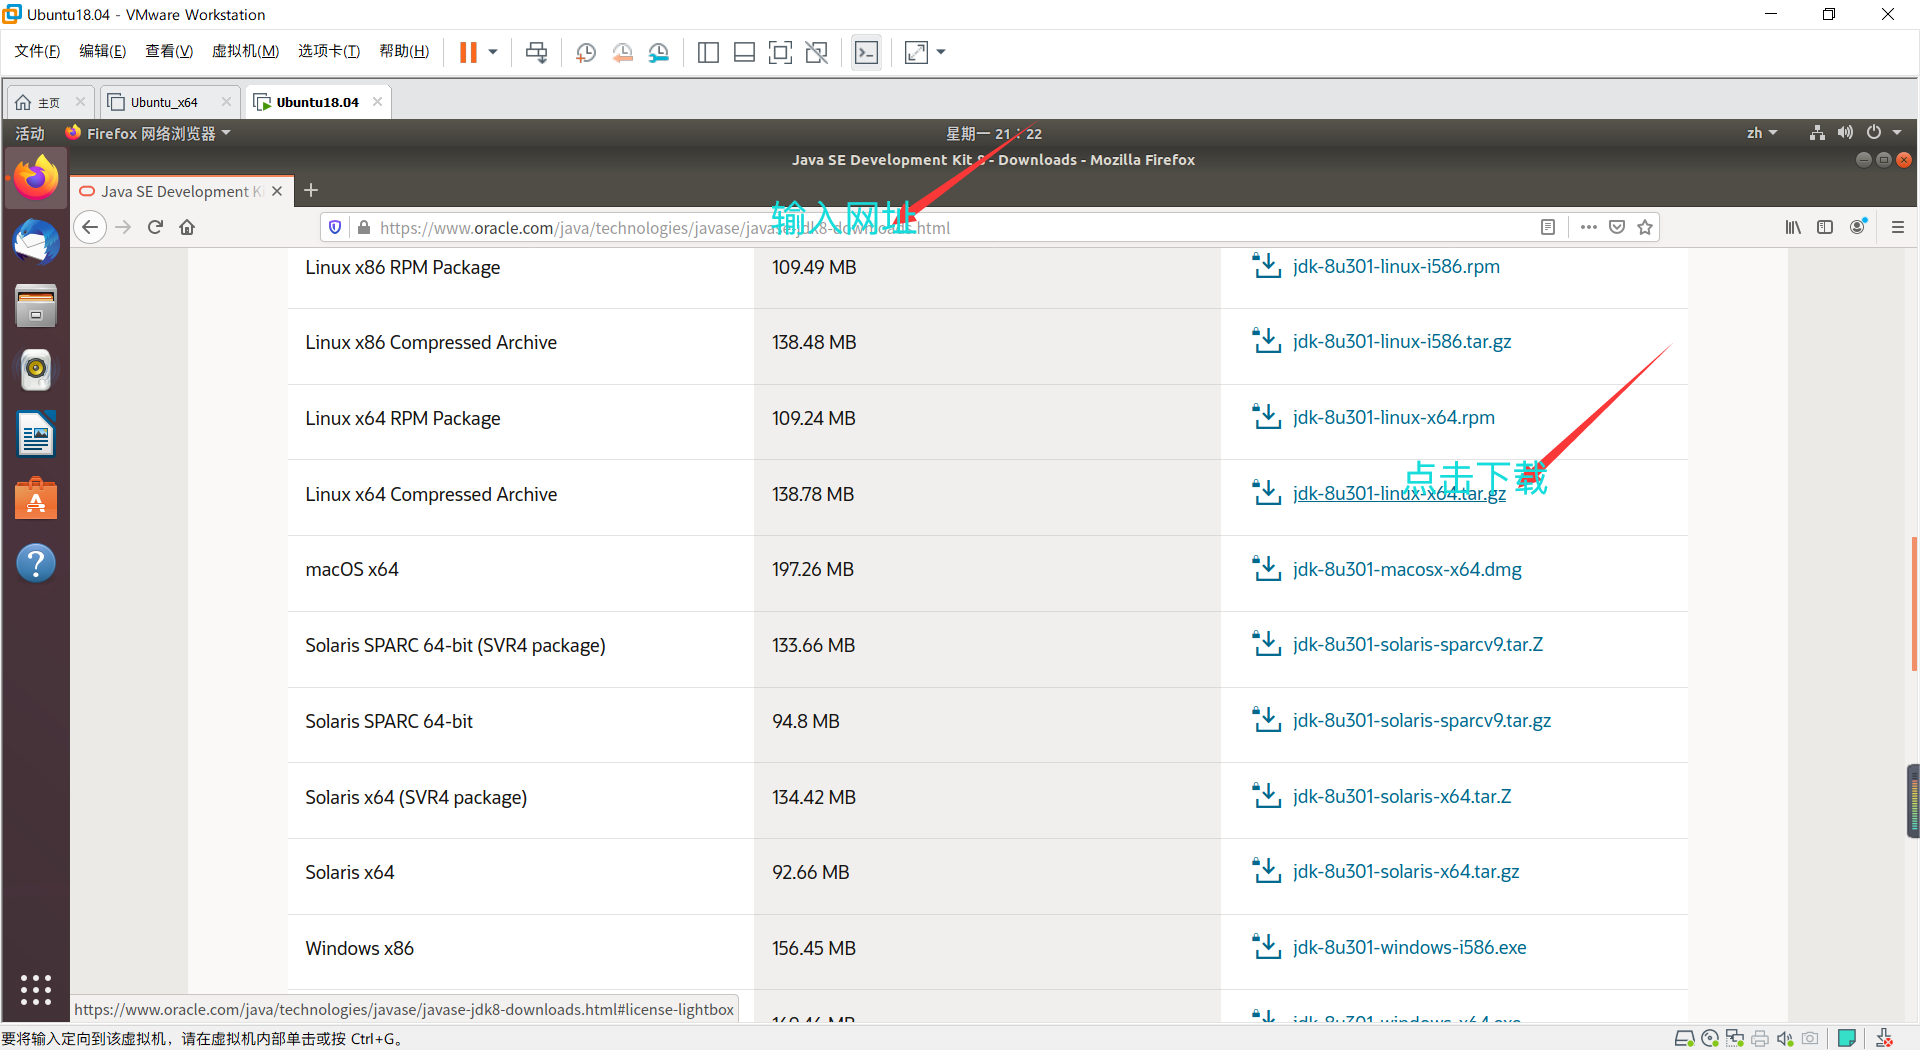 Ubuntu18.04 - VMware Workstation
文件(F) 编辑(E) 查看(V) 虚拟机(M) 选项卡(T) 帮助(H)
主页 Ubuntu_x64 Ubuntu18.04
活动 Firefox 网络浏览器 星期一 21：22 zh
Java SE Development Kit 8 - Downloads - Mozilla Firefox
Java SE Development Ki
输入网址
https://www.oracle.com/java/technologies/javase/javase-jdk8-downloads.html
Linux x86 RPM Package 109.49 MB jdk-8u301-linux-i586.rpm
Linux x86 Compressed Archive 138.48 MB jdk-8u301-linux-i586.tar.gz
Linux x64 RPM Package 109.24 MB jdk-8u301-linux-x64.rpm
点击下载
Linux x64 Compressed Archive 138.78 MB jdk-8u301-linux-x64.tar.gz
macOS x64 197.26 MB jdk-8u301-macosx-x64.dmg
Solaris SPARC 64-bit (SVR4 package) 133.66 MB jdk-8u301-solaris-sparcv9.tar.Z
Solaris SPARC 64-bit 94.8 MB jdk-8u301-solaris-sparcv9.tar.gz
Solaris x64 (SVR4 package) 134.42 MB jdk-8u301-solaris-x64.tar.Z
Solaris x64 92.66 MB jdk-8u301-solaris-x64.tar.gz
Windows x86 156.45 MB jdk-8u301-windows-i586.exe
https://www.oracle.com/java/technologies/javase/javase-jdk8-downloads.html#license-lightbox
jdk-8u301-windows-x64.exe
要将输入定向到该虚拟机，请在虚拟机内部单击或按 Ctrl+G。